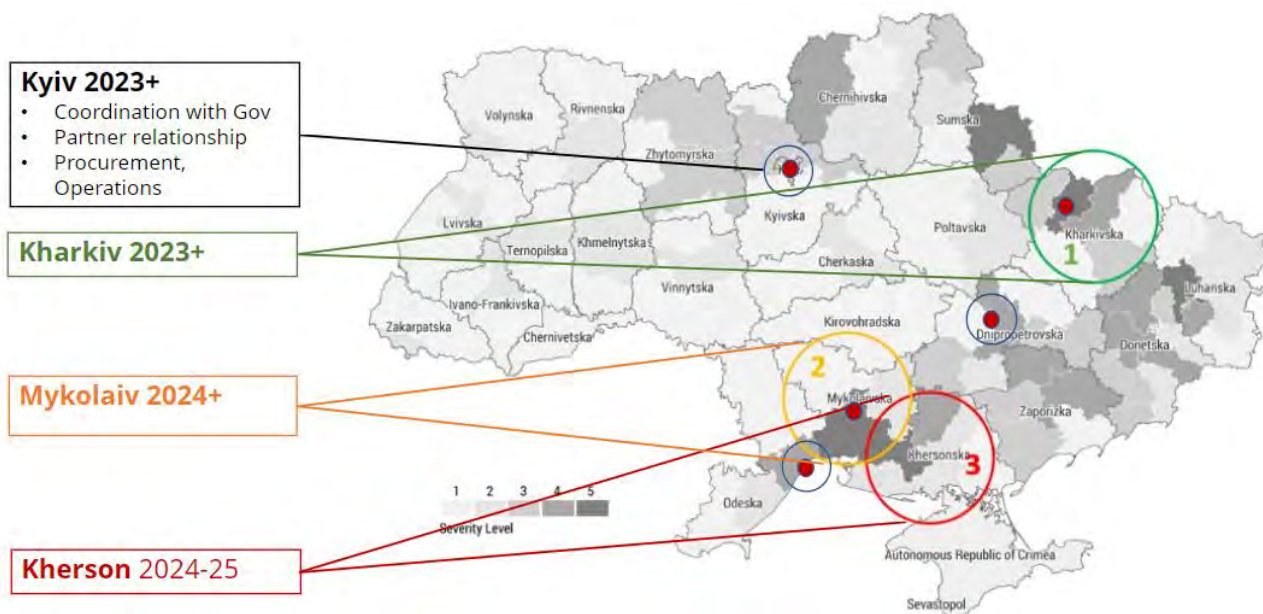 Kyiv 2023+
• Coordination with Gov
• Partner relationship
• Procurement,
Operations
Kharkiv 2023+
Mykolaiv 2024+
Kherson 2024-25
Volynska
Rivnenska
Zhytomyrska
Chernihivska
Sumska
Lvivska
Ternopilska
Khmelnytska
Kyivska
Poltavska
Kharkivska
1
Ivano-Frankivska
Vinnytska
Cherkaska
Luhanska
Zakarpatska
Chernivetska
Kirovohradska
Dnipropetrovska
Donetska
2
Mykolaivska
Zaporizka
Khersonska
3
Odeska
1 2 3 4 5
Severity Level
Autonomous Republic of Crimea
Sevastopol